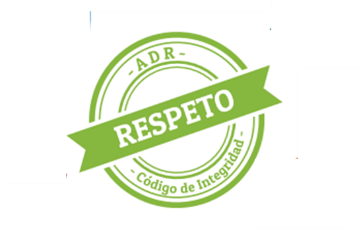 - ADR -
RESPETO
- Código de Integridad -